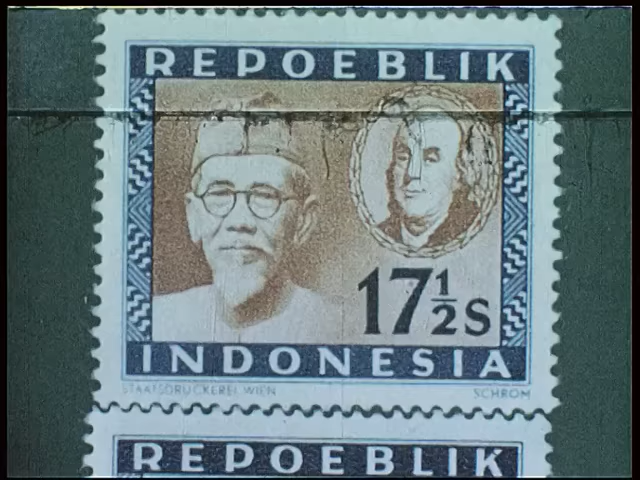 REPOEBLIK
17½S
INDONESIA
STAATSDRUCKEREI WIEN
SCHROM
REPOEBLIK